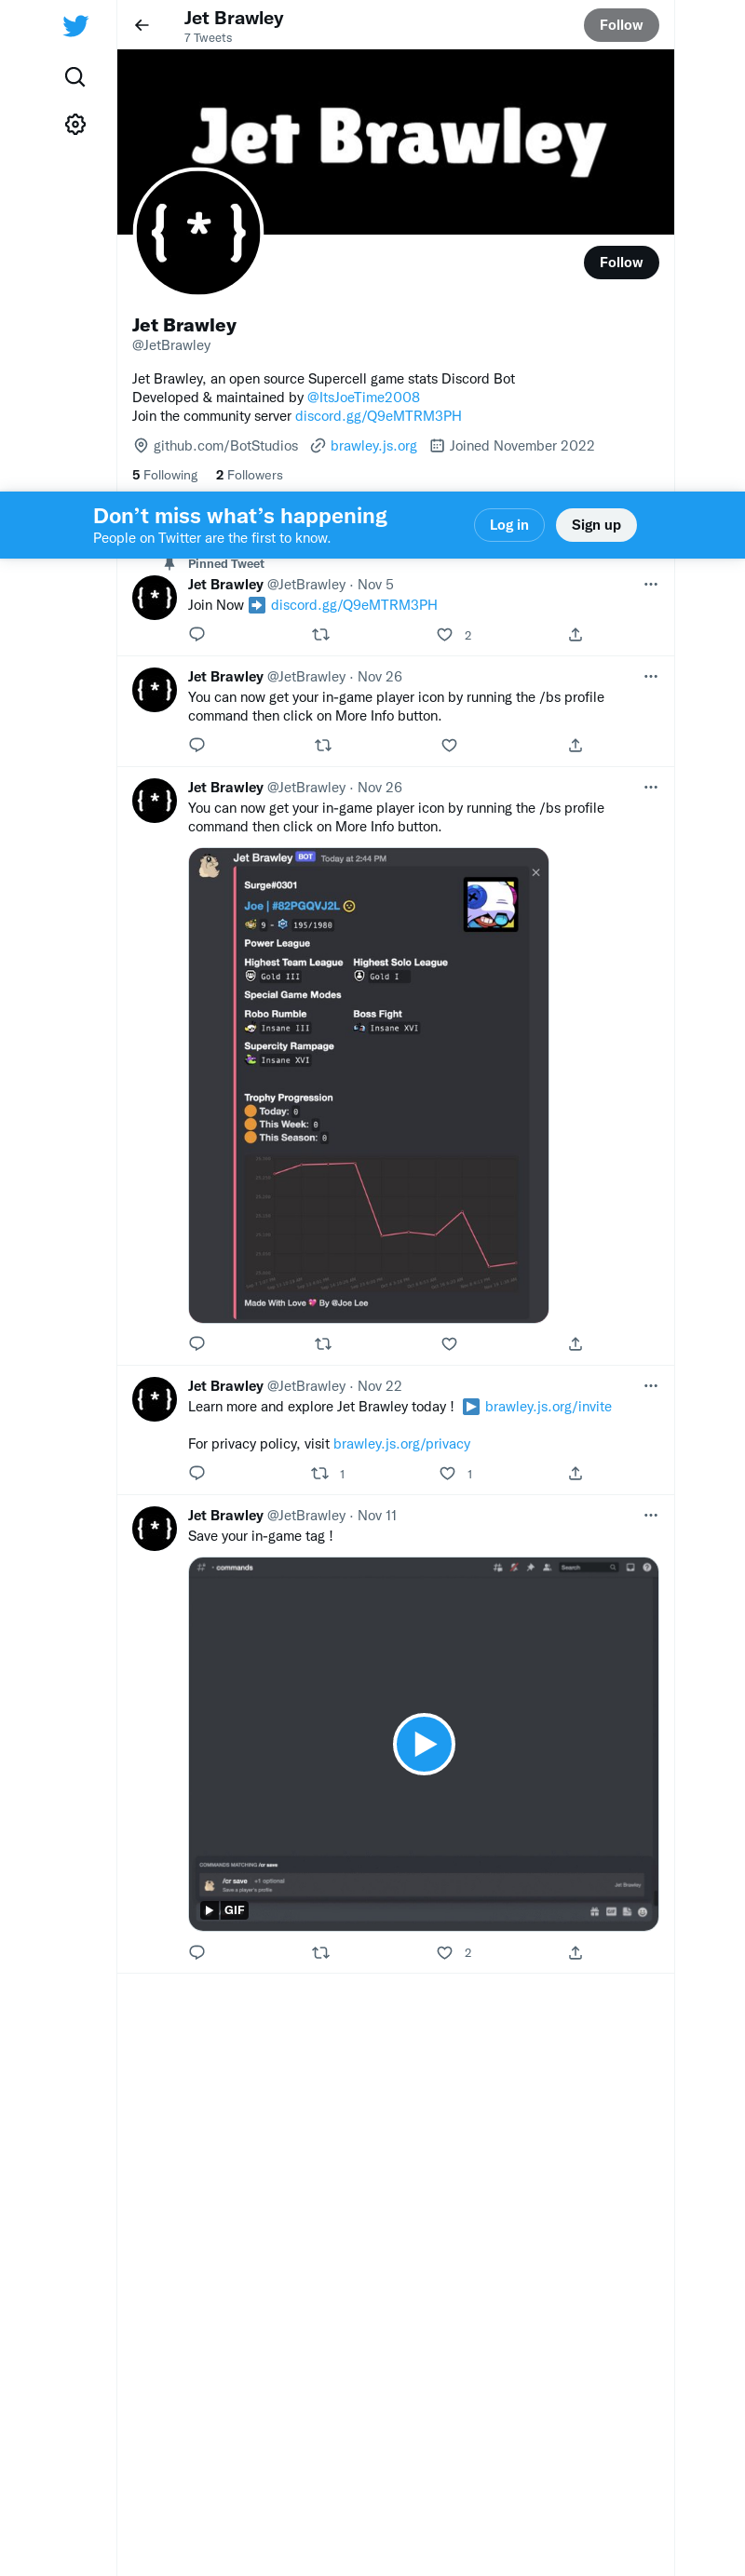 Jet Brawley
7 Tweets
Follow
Jet Brawley
{*}
Follow
Jet Brawley
@JetBrawley
Jet Brawley, an open source Supercell game stats Discord Bot
Developed & maintained by @ItsJoeTime2008
Join the community server discord.gg/Q9eMTRM3PH
github.com/BotStudios brawley.js.org Joined November 2022
5 Following 2 Followers
Don’t miss what’s happening
People on Twitter are the first to know.
Log in Sign up
Pinned Tweet
{*}
Jet Brawley @JetBrawley · Nov 5
Join Now ➡️ discord.gg/Q9eMTRM3PH
2
{*}
Jet Brawley @JetBrawley · Nov 26
You can now get your in-game player icon by running the /bs profile
command then click on More Info button.
{*}
Jet Brawley @JetBrawley · Nov 26
You can now get your in-game player icon by running the /bs profile
command then click on More Info button.
Jet Brawley BOT Today at 2:44 PM
Surge#0301
Joe | #82PGQVJ2L
9 - 195/1980
Power League
Highest Team League Highest Solo League
Gold III Gold I
Special Game Modes
Robo Rumble Boss Fight
Insane III Insane XVI
Supercity Rampage
Insane XVI
Trophy Progression
Today: 0
This Week: 0
This Season: 0
Made With Love 💖 By @Joe Lee
{*}
Jet Brawley @JetBrawley · Nov 22
Learn more and explore Jet Brawley today ! ▶️ brawley.js.org/invite
For privacy policy, visit brawley.js.org/privacy
1 1
{*}
Jet Brawley @JetBrawley · Nov 11
Save your in-game tag !
commands
Search
COMMANDS MATCHING /cr save
/cr save +1 optional
Save a player's profile
Jet Brawley
GIF
GIF
2